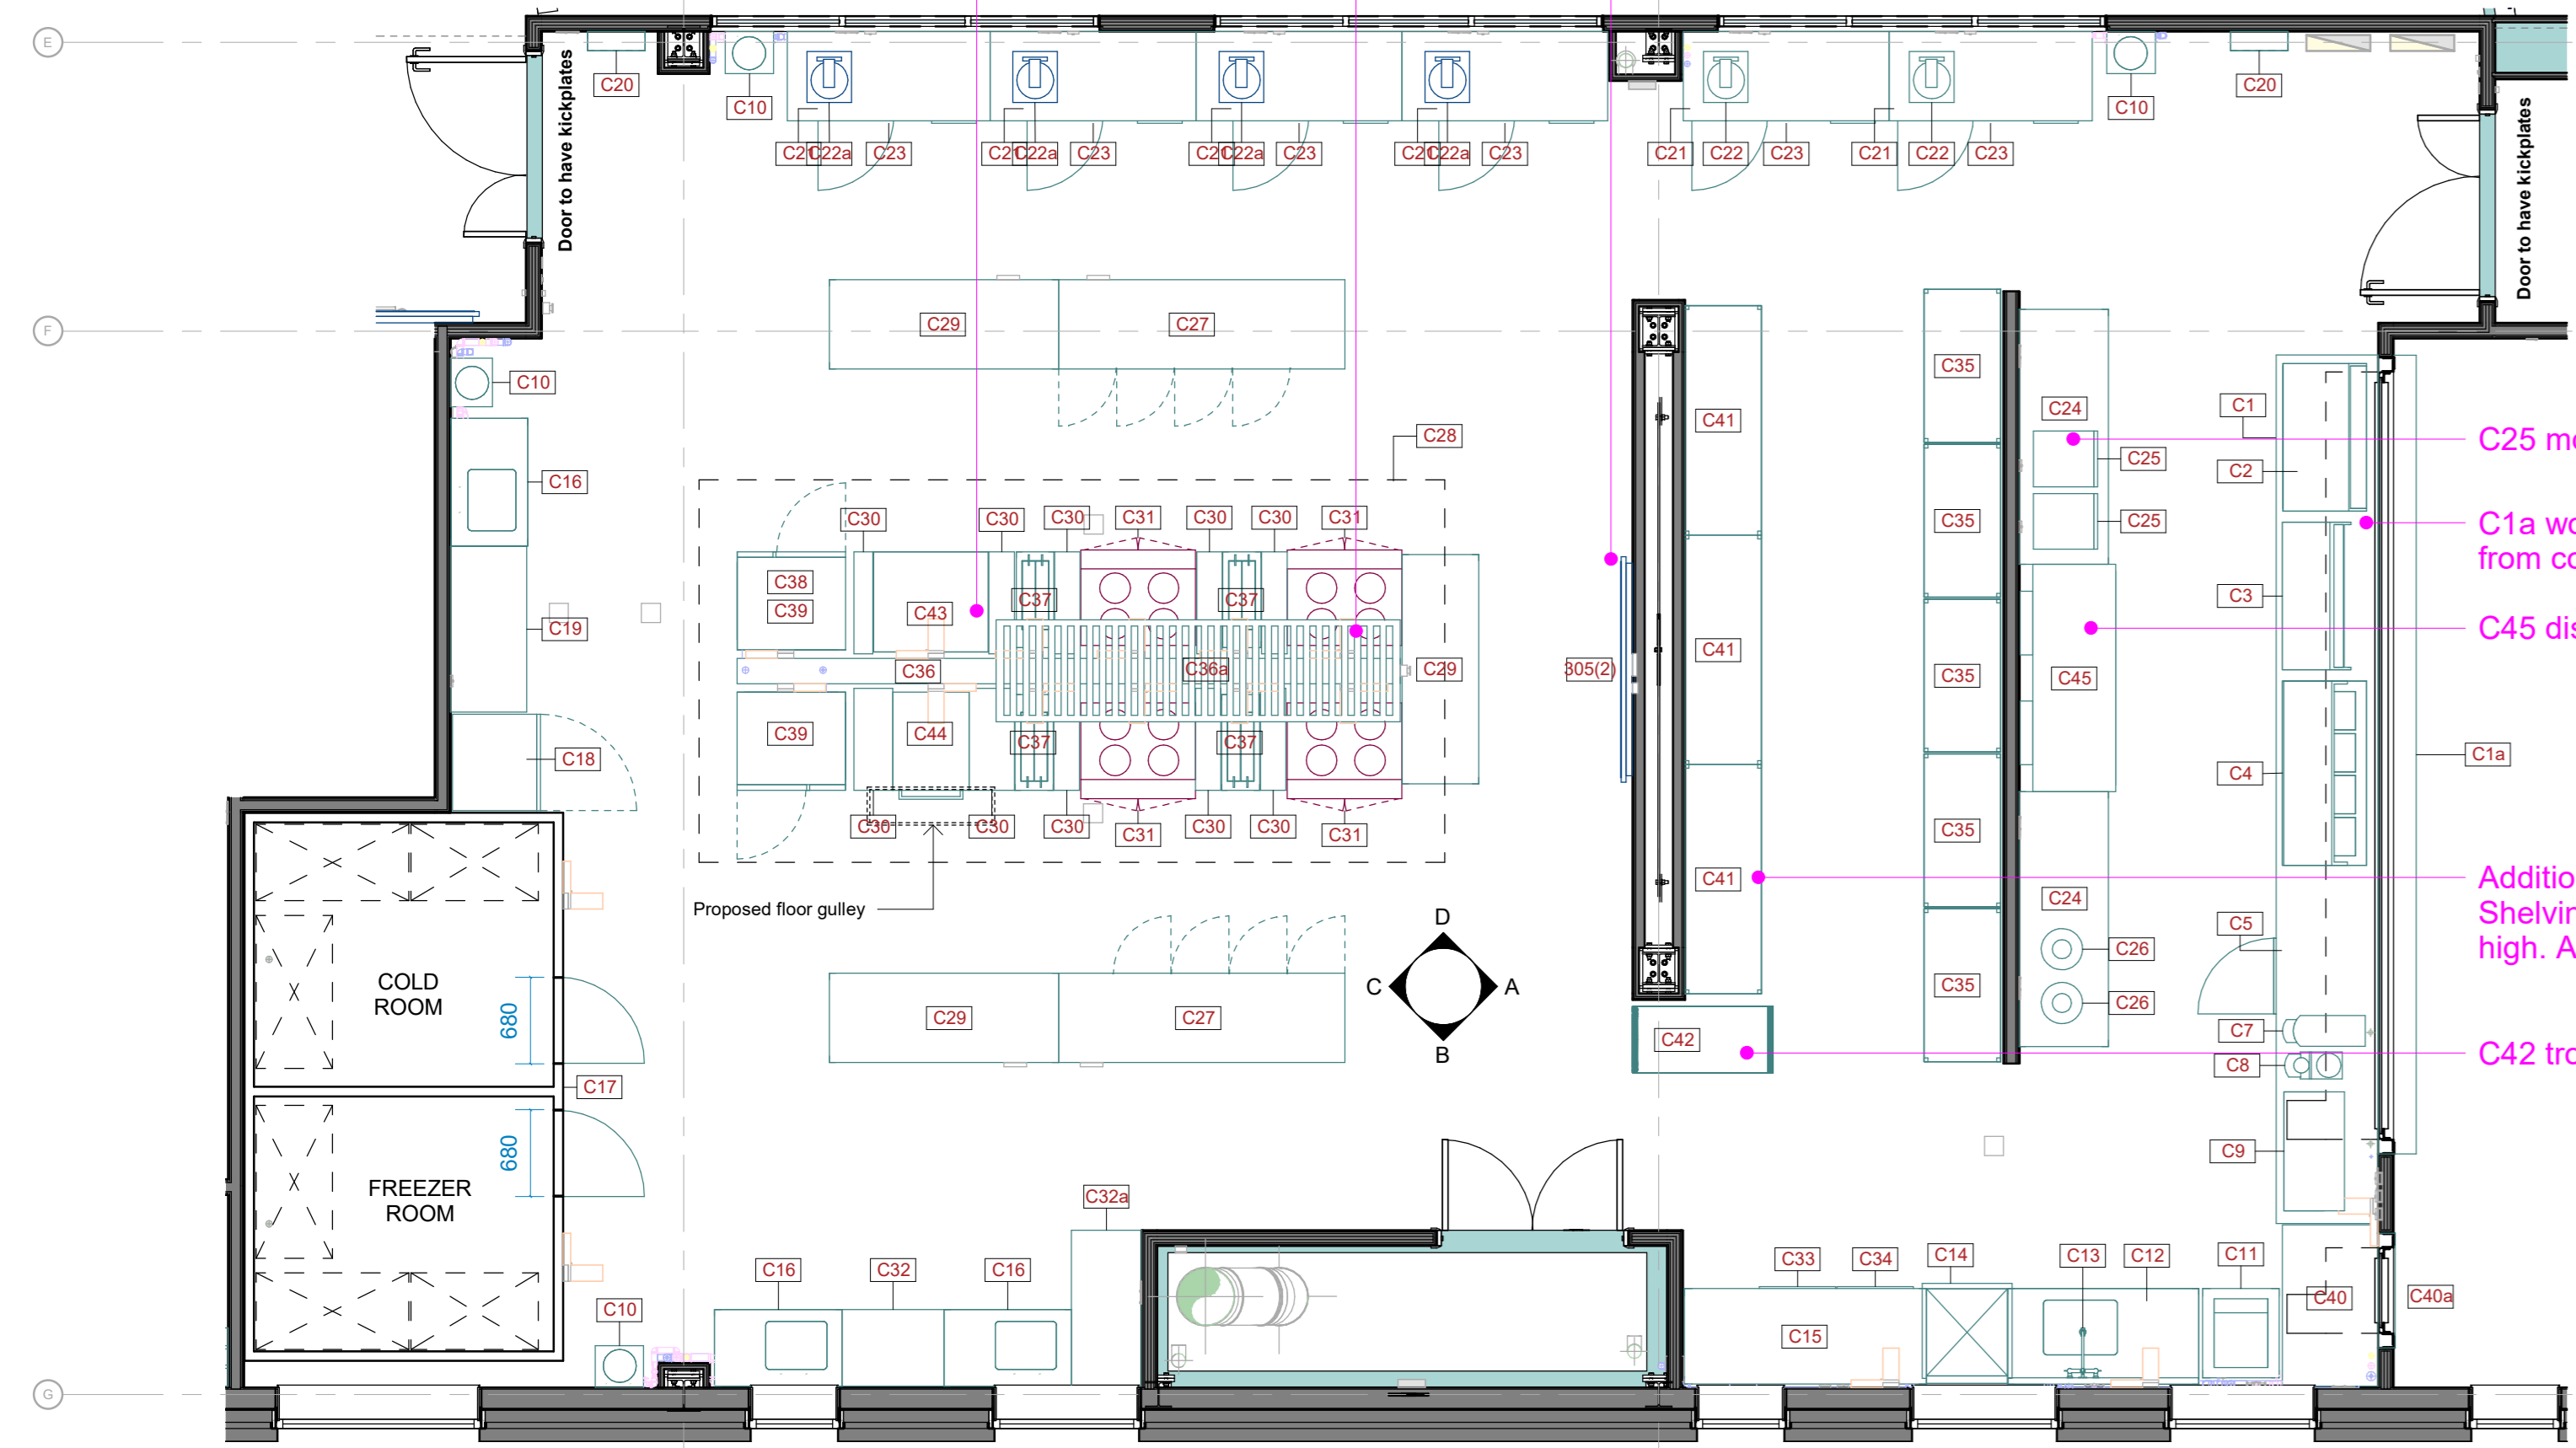 E
C20
Door to have kickplates
C10
C21
C22a
C23
C21
C22a
C23
C21
C22a
C23
C21
C22a
C23
C21
C22
C23
C21
C22
C23
C10
C20
Door to have kickplates
F
C29
C27
C10
C16
C19
C18
C28
C30
C30
C30
C31
C30
C30
C31
C38
C39
C43
C37
C37
C36
C36a
C29
C39
C44
C37
C37
C30
C30
C30
C31
C30
C30
C31
Proposed floor gulley
305(2)
C41
C41
C41
C42
C35
C35
C35
C35
C35
C24
C25
C25
C45
C24
C26
C26
C1
C2
C3
C4
C5
C7
C8
C9
C1a
C25 m
C1a w
from c
C45 dis
Additio
Shelvin
high. A
C42 tro
COLD
ROOM
680
C17
FREEZER
ROOM
680
C29
C27
D
C
A
B
C32a
C10
C16
C32
C16
C33
C34
C14
C13
C12
C11
C15
C40
C40a
G